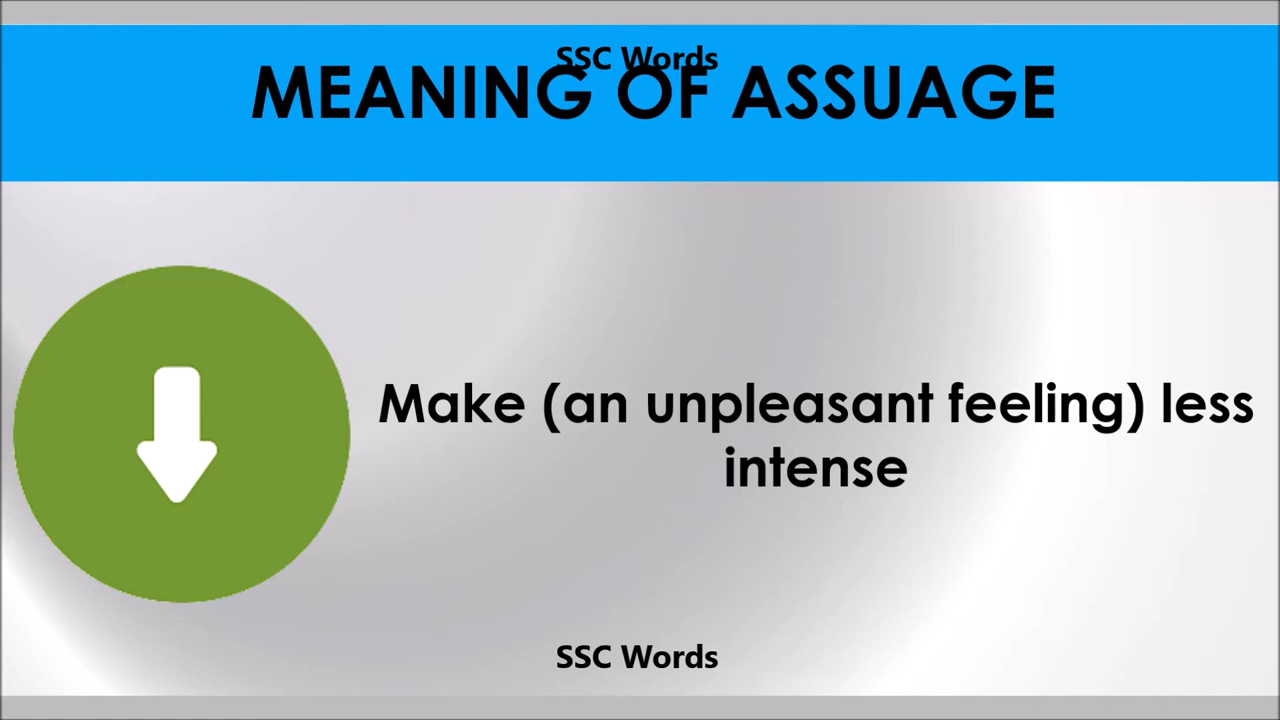 SSC Words
MEANING OF ASSUAGE
Make (an unpleasant feeling) less
intense
SSC Words